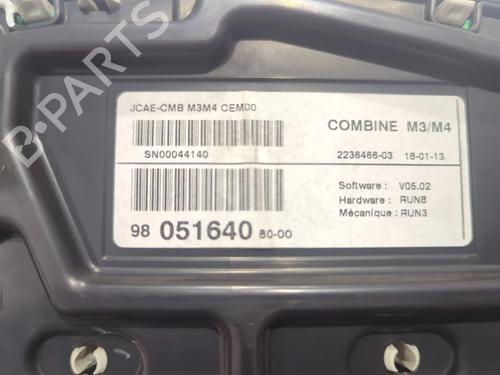 JCAE-CMB M3M4 CEM00
COMBINE M3/M4
SN00044140
2236466-03 18-01-13
Software : V05.02
Hardware : RUN8
Mécanique : RUN3
98 051640 80-00
B-Parts